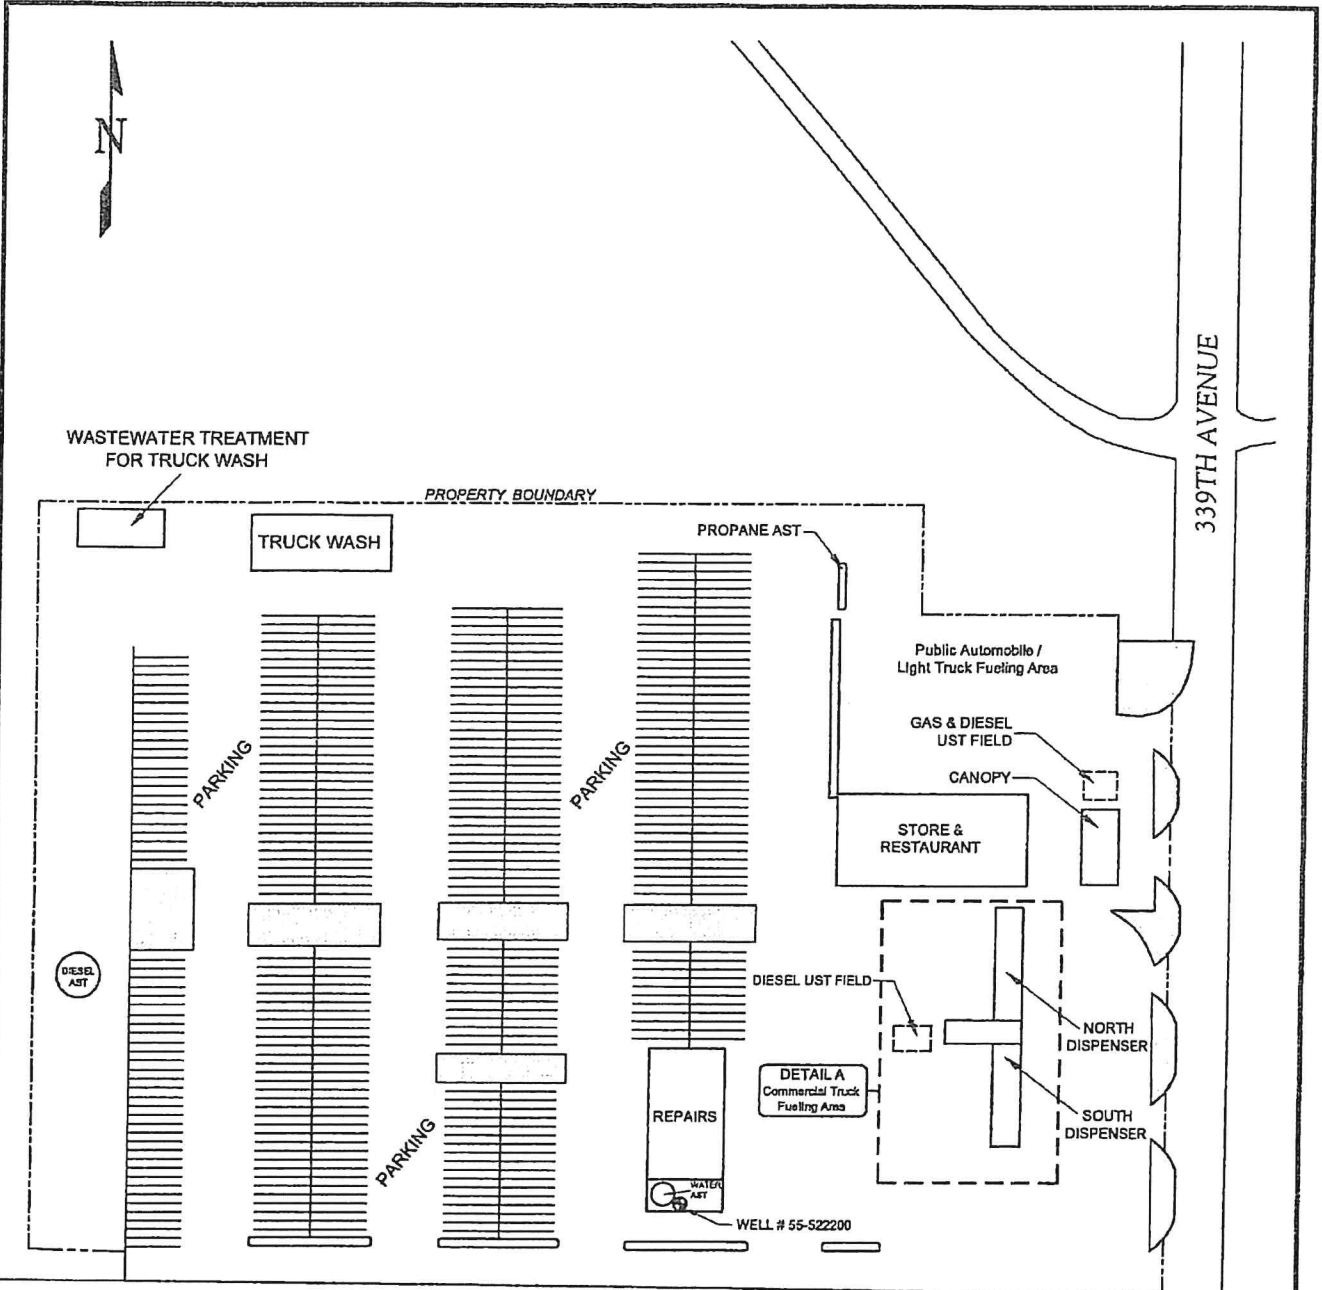 N
339TH AVENUE
WASTEWATER TREATMENT
FOR TRUCK WASH
PROPERTY BOUNDARY
TRUCK WASH
PROPANE AST
Public Automobile /
Light Truck Fueling Area
PARKING
PARKING
GAS & DIESEL
UST FIELD
CANOPY
STORE &
RESTAURANT
DIESEL
AST
DIESEL UST FIELD
NORTH
DISPENSER
DETAIL A
Commercial Truck
Fueling Area
REPAIRS
SOUTH
DISPENSER
PARKING
WATER
AST
WELL # 55-522200